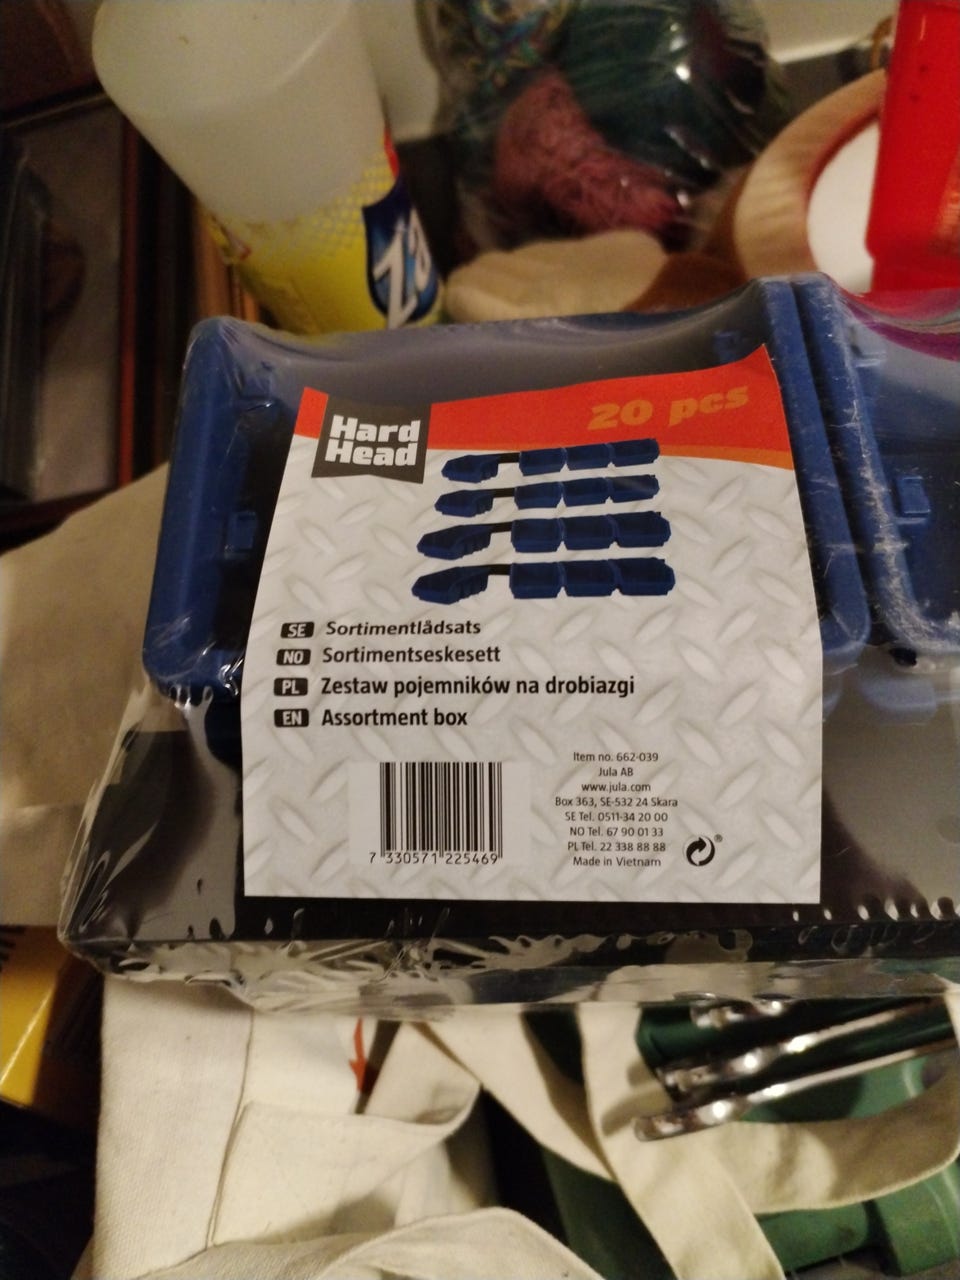 Hard
Head
20 pcs
SE Sortimentlådsats
NO Sortimentseskesett
PL Zestaw pojemników na drobiazgi
EN Assortment box
7 330571 225469
Item no. 662-039
Jula AB
www.jula.com
Box 363, SE-532 24 Skara
SE Tel. 0511-34 20 00
NO Tel. 67 90 01 33
PL Tel. 22 338 88 88
Made in Vietnam
®